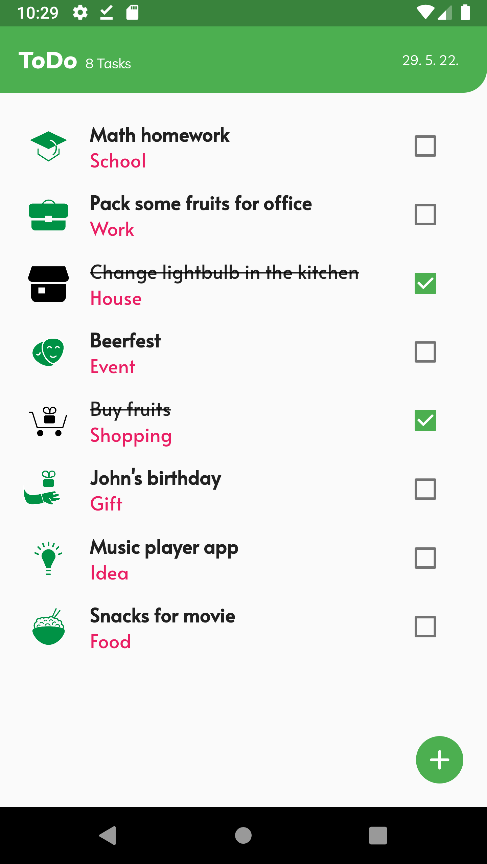 10:29
ToDo 8 Tasks 29. 5. 22.
Math homework
School
Pack some fruits for office
Work
Change lightbulb in the kitchen
House
Beerfest
Event
Buy fruits
Shopping
John's birthday
Gift
Music player app
Idea
Snacks for movie
Food